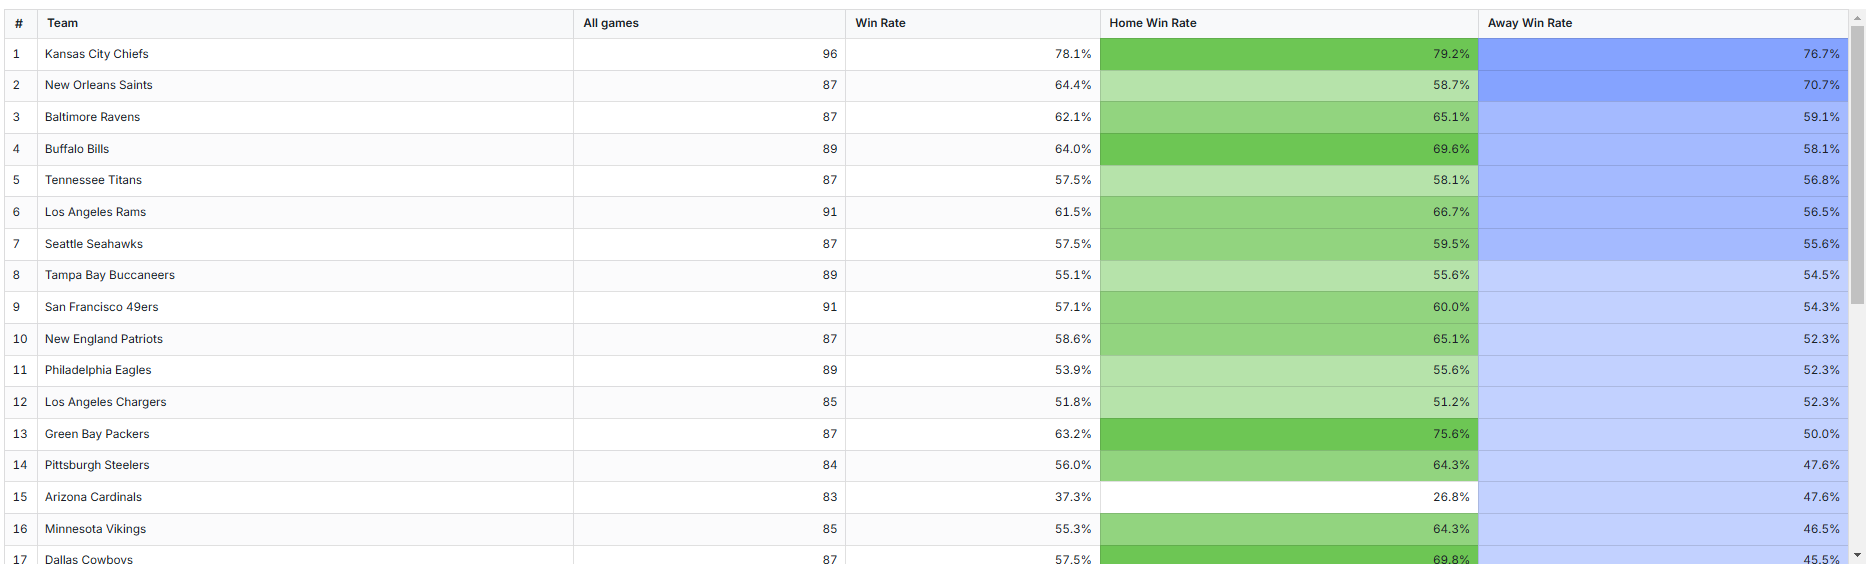 # Team All games Win Rate Home Win Rate Away Win Rate
1 Kansas City Chiefs 96 78.1% 79.2% 76.7%
2 New Orleans Saints 87 64.4% 58.7% 70.7%
3 Baltimore Ravens 87 62.1% 65.1% 59.1%
4 Buffalo Bills 89 64.0% 69.6% 58.1%
5 Tennessee Titans 87 57.5% 58.1% 56.8%
6 Los Angeles Rams 91 61.5% 66.7% 56.5%
7 Seattle Seahawks 87 57.5% 59.5% 55.6%
8 Tampa Bay Buccaneers 89 55.1% 55.6% 54.5%
9 San Francisco 49ers 91 57.1% 60.0% 54.3%
10 New England Patriots 87 58.6% 65.1% 52.3%
11 Philadelphia Eagles 89 53.9% 55.6% 52.3%
12 Los Angeles Chargers 85 51.8% 51.2% 52.3%
13 Green Bay Packers 87 63.2% 75.6% 50.0%
14 Pittsburgh Steelers 84 56.0% 64.3% 47.6%
15 Arizona Cardinals 83 37.3% 26.8% 47.6%
16 Minnesota Vikings 85 55.3% 64.3% 46.5%
17 Dallas Cowboys 87 57.5% 69.8% 45.5%